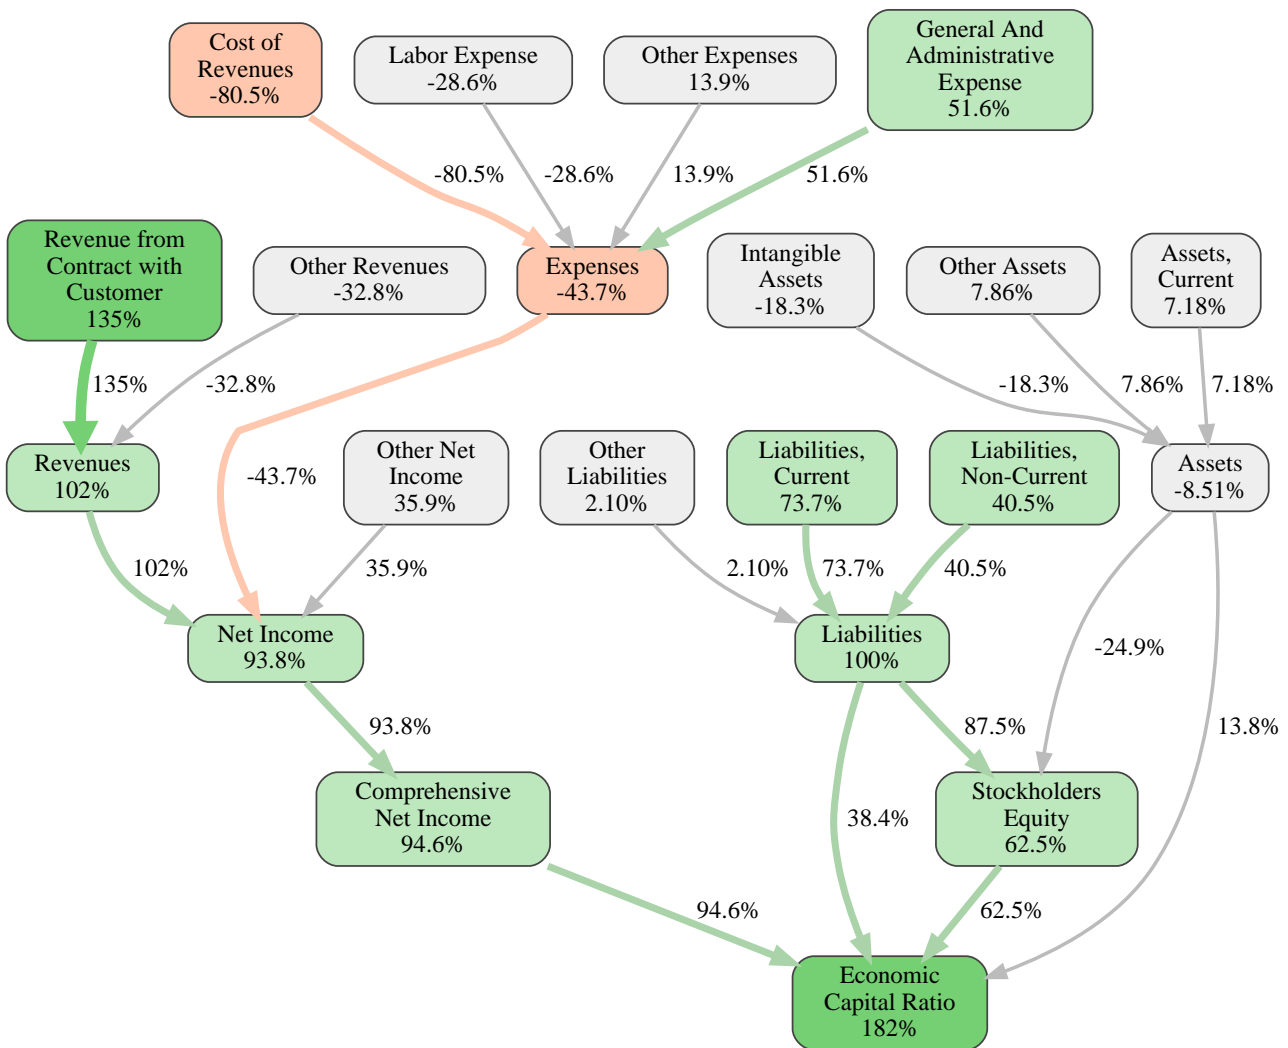 Cost of
Revenues
-80.5%
Labor Expense
-28.6%
Other Expenses
13.9%
General And
Administrative
Expense
51.6%
-80.5%
-28.6%
13.9%
51.6%
Revenue from
Contract with
Customer
135%
Other Revenues
-32.8%
Expenses
-43.7%
Intangible
Assets
-18.3%
Other Assets
7.86%
Assets,
Current
7.18%
135%
-32.8%
-18.3%
7.86%
7.18%
Revenues
102%
-43.7%
Other Net
Income
35.9%
Other
Liabilities
2.10%
Liabilities,
Current
73.7%
Liabilities,
Non-Current
40.5%
Assets
-8.51%
102%
35.9%
2.10%
73.7%
40.5%
Net Income
93.8%
Liabilities
100%
-24.9%
93.8%
87.5%
13.8%
Comprehensive
Net Income
94.6%
38.4%
Stockholders
Equity
62.5%
94.6%
62.5%
Economic
Capital Ratio
182%